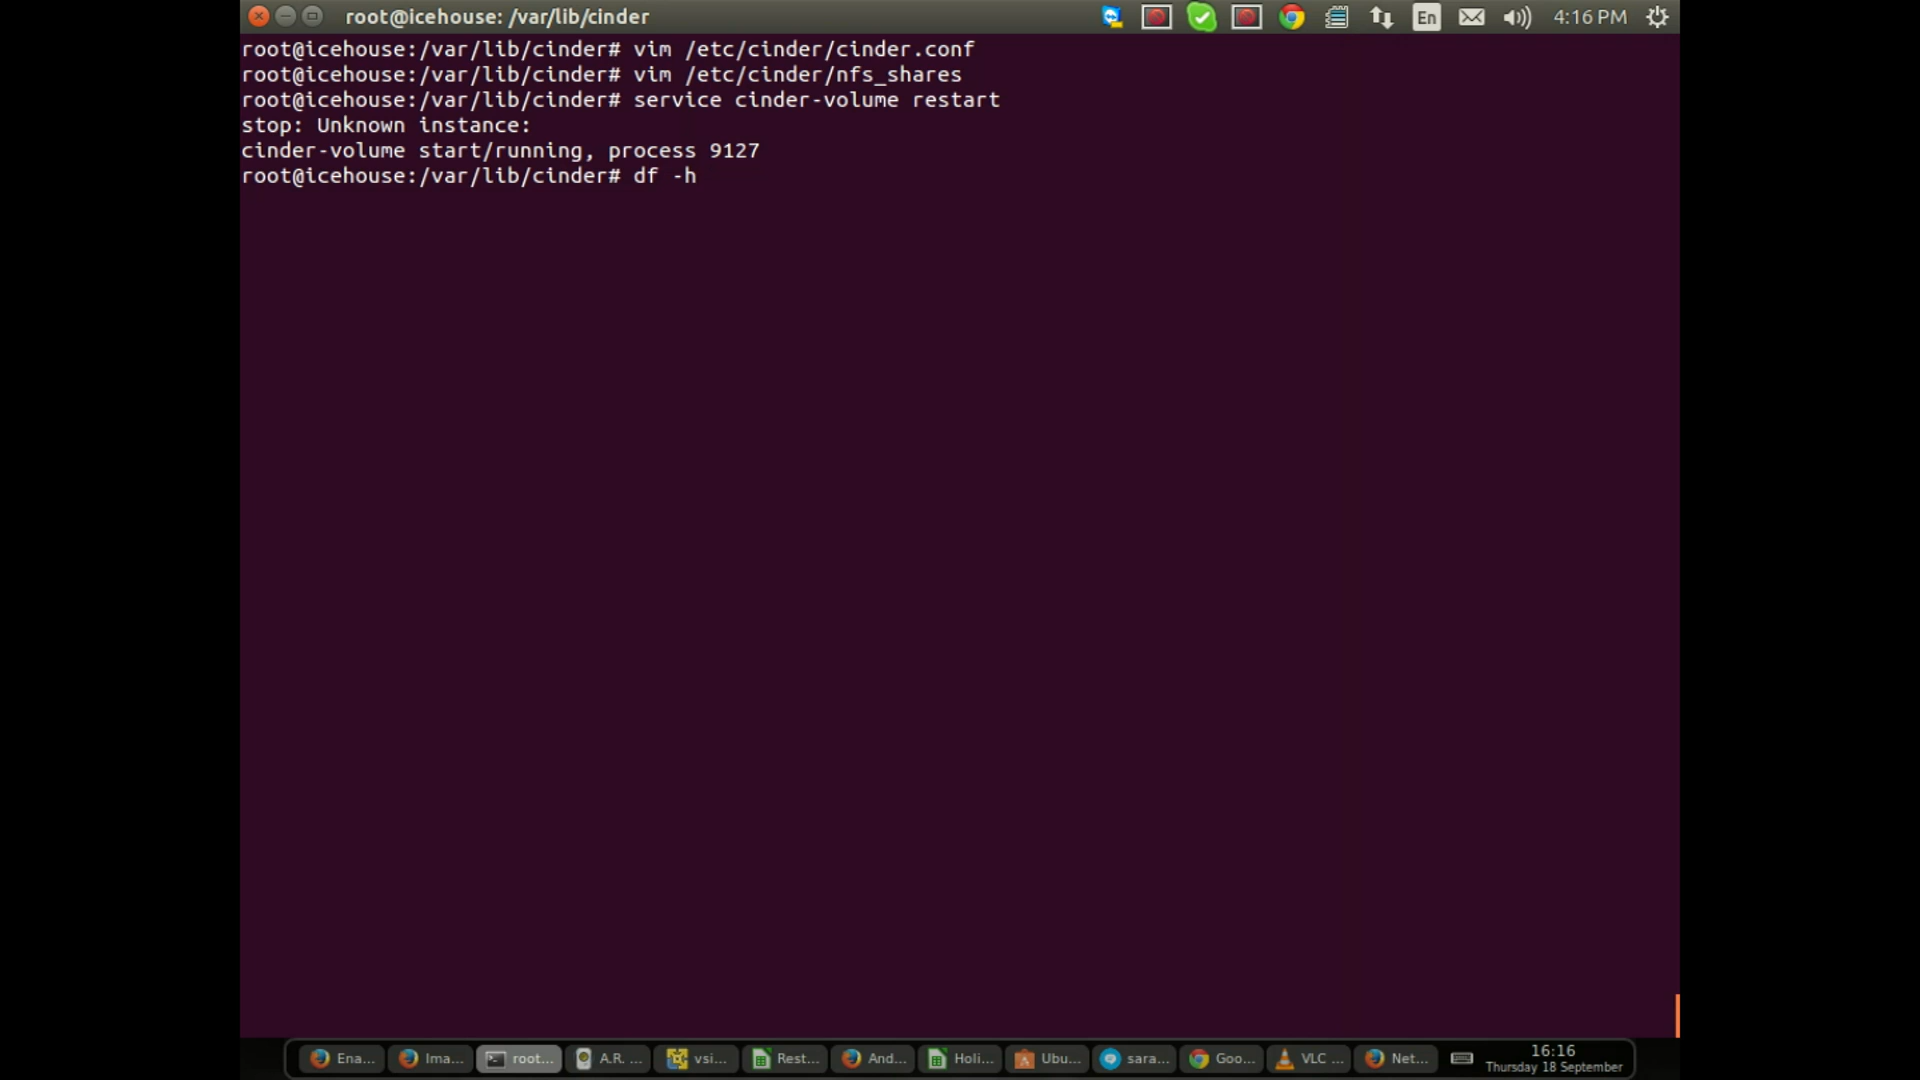 root@icehouse: /var/lib/cinder
En
4:16 PM
root@icehouse:/var/lib/cinder# vim /etc/cinder/cinder.conf
root@icehouse:/var/lib/cinder# vim /etc/cinder/nfs_shares
root@icehouse:/var/lib/cinder# service cinder-volume restart
stop: Unknown instance:
cinder-volume start/running, process 9127
root@icehouse:/var/lib/cinder# df -h
Ena...
Ima...
root...
A.R. ...
vsi...
Rest...
And...
Holi...
Ubu...
sara...
Goo...
VLC ...
Net...
16:16
Thursday 18 September